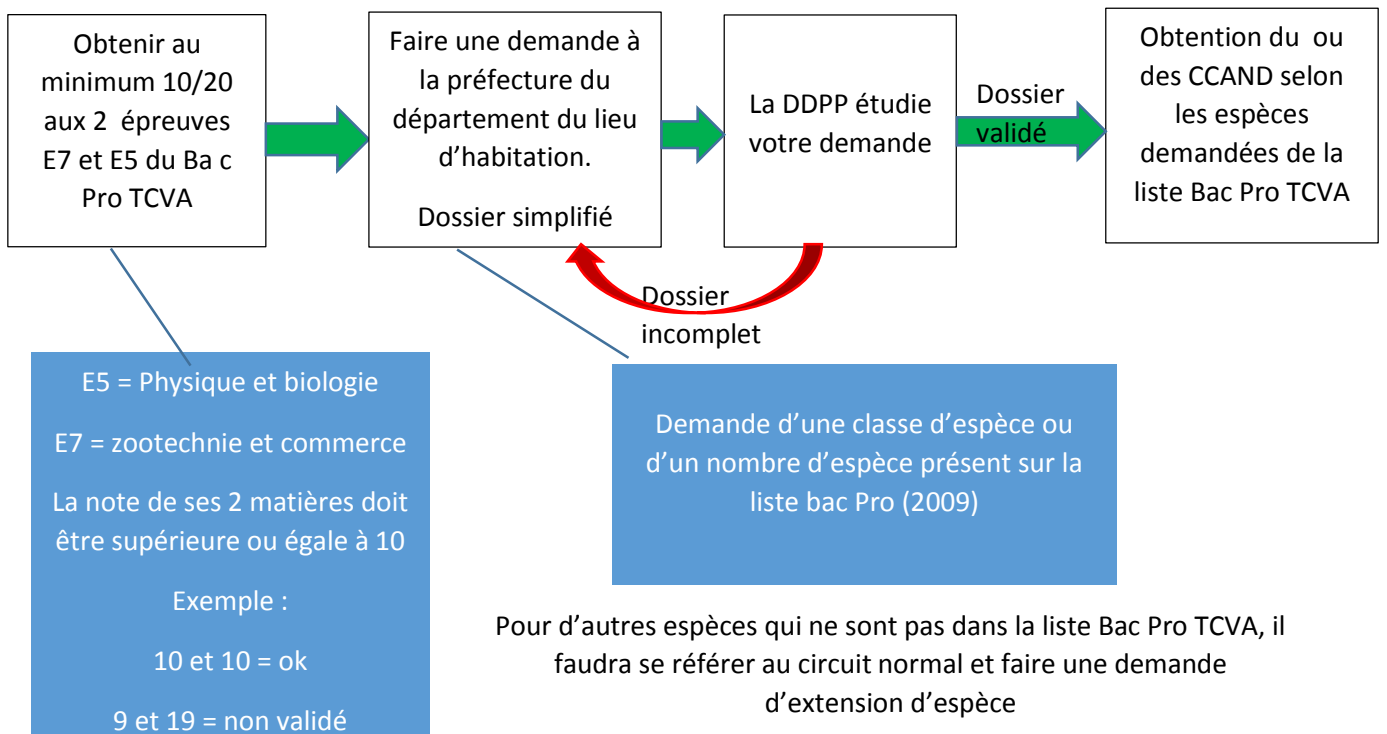 Obtenir au
minimum 10/20
aux 2 épreuves
E7 et E5 du Ba c
Pro TCVA
Faire une demande à
la préfecture du
département du lieu
d’habitation.
Dossier simplifié
La DDPP étudie
votre demande
Dossier
validé
Obtention du ou
des CCAND selon
les espèces
demandées de la
liste Bac Pro TCVA
Dossier
incomplet
E5 = Physique et biologie
E7 = zootechnie et commerce
La note de ses 2 matières doit
être supérieure ou égale à 10
Exemple :
10 et 10 = ok
9 et 19 = non validé
Demande d’une classe d’espèce ou
d’un nombre d’espèce présent sur la
liste bac Pro (2009)
Pour d’autres espèces qui ne sont pas dans la liste Bac Pro TCVA, il
faudra se référer au circuit normal et faire une demande
d’extension d’espèce